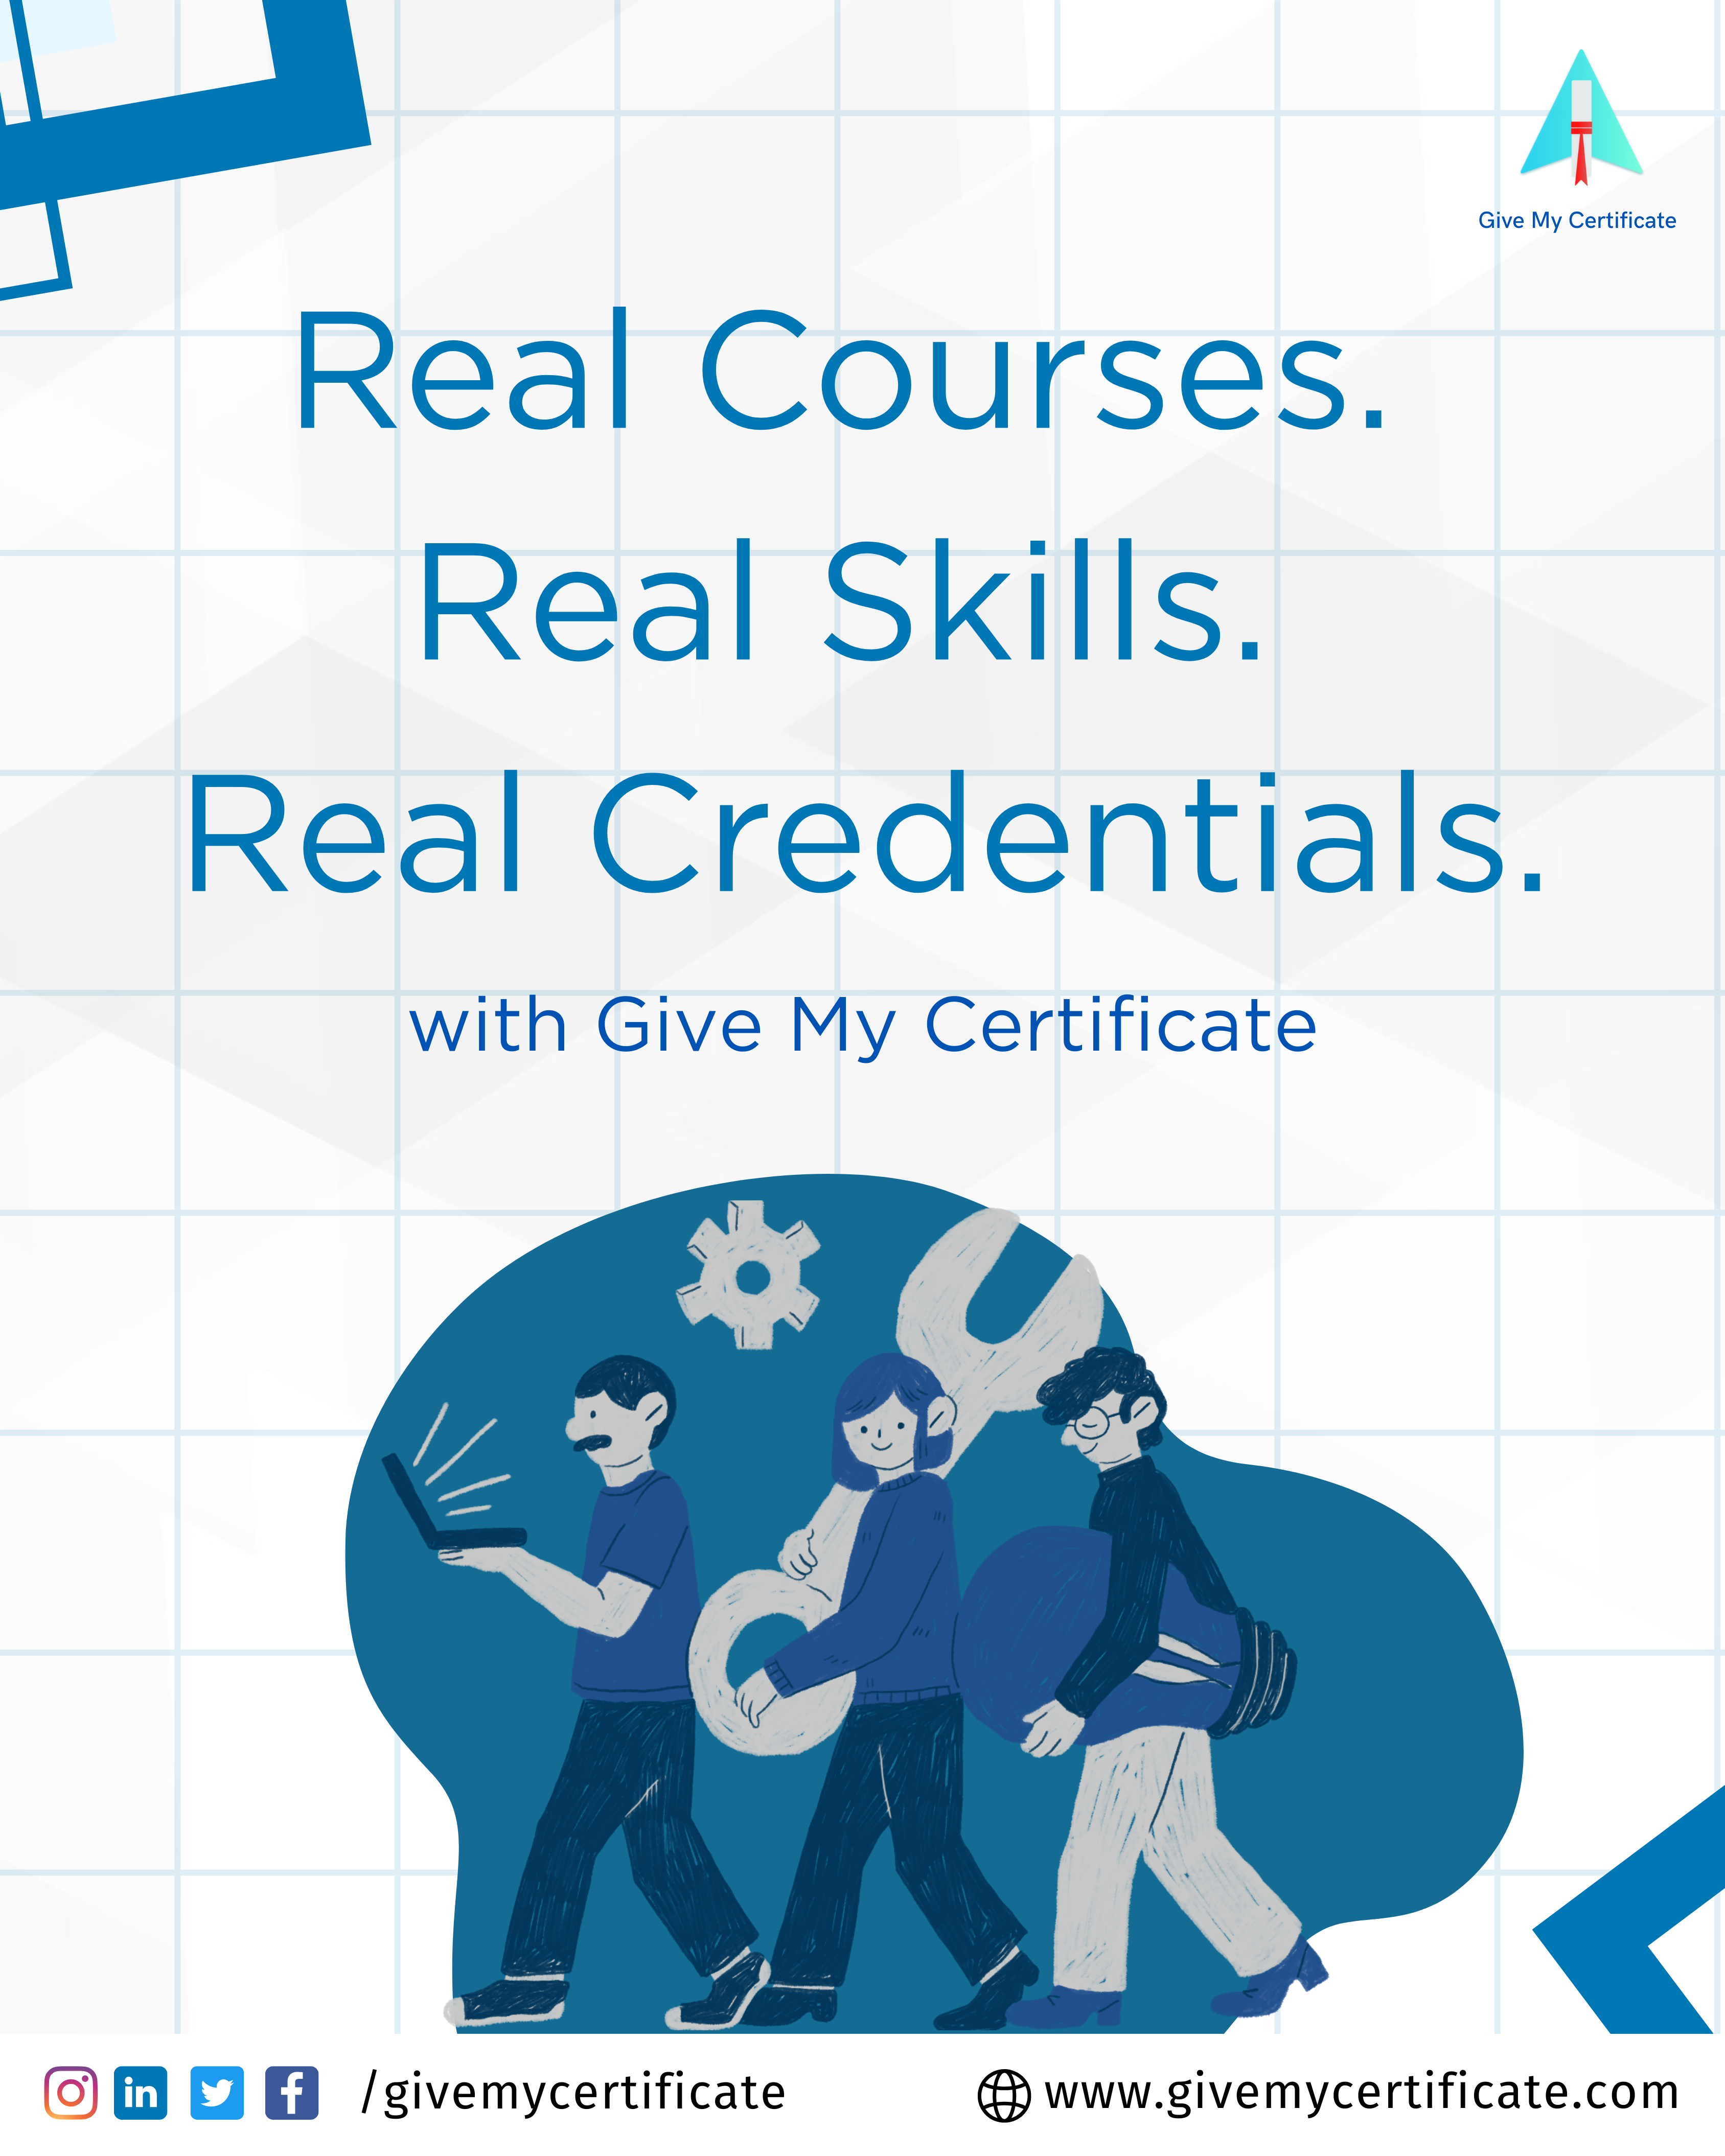 Give My Certificate
Real Courses.
Real Skills.
Real Credentials.
with Give My Certificate
/givemycertificate
www.givemycertificate.com